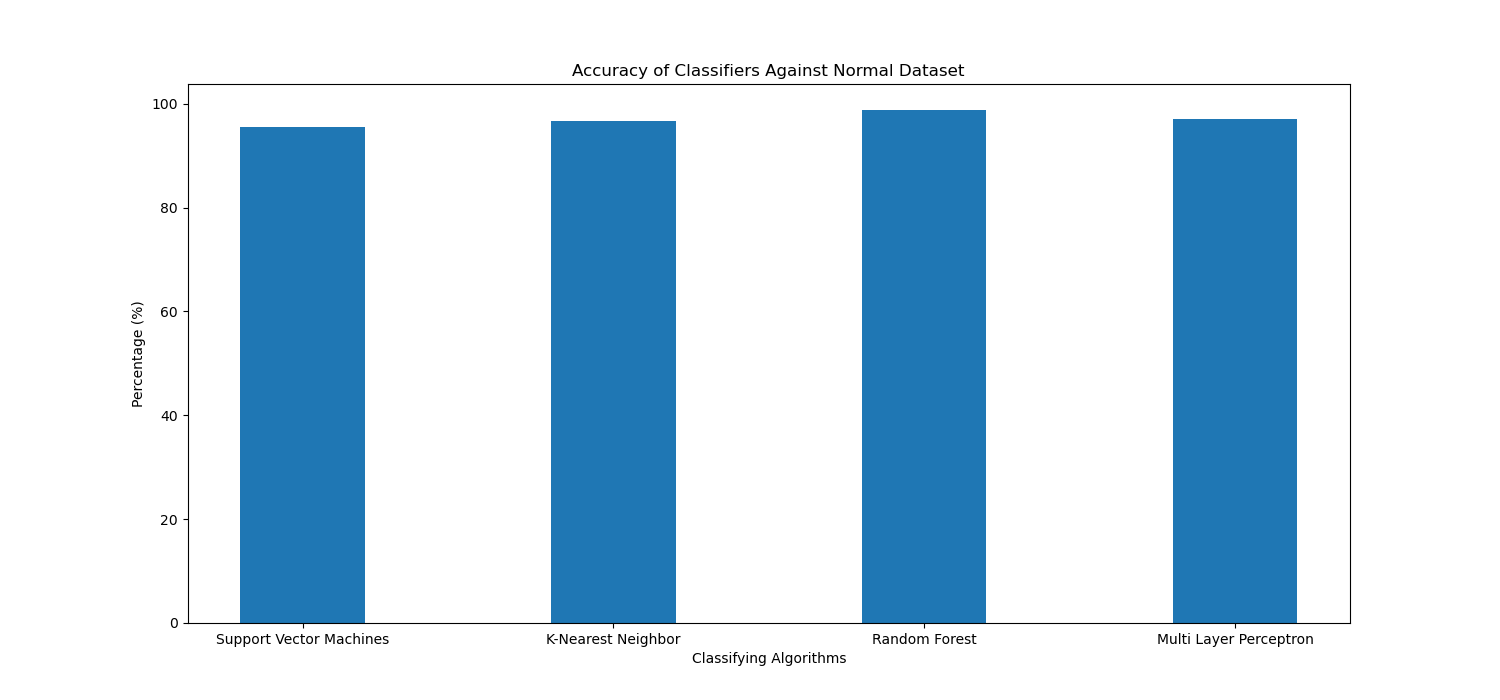 Accuracy of Classifiers Against Normal Dataset
100
80
60
40
20
0
Percentage (%)
Support Vector Machines
K-Nearest Neighbor
Random Forest
Multi Layer Perceptron
Classifying Algorithms